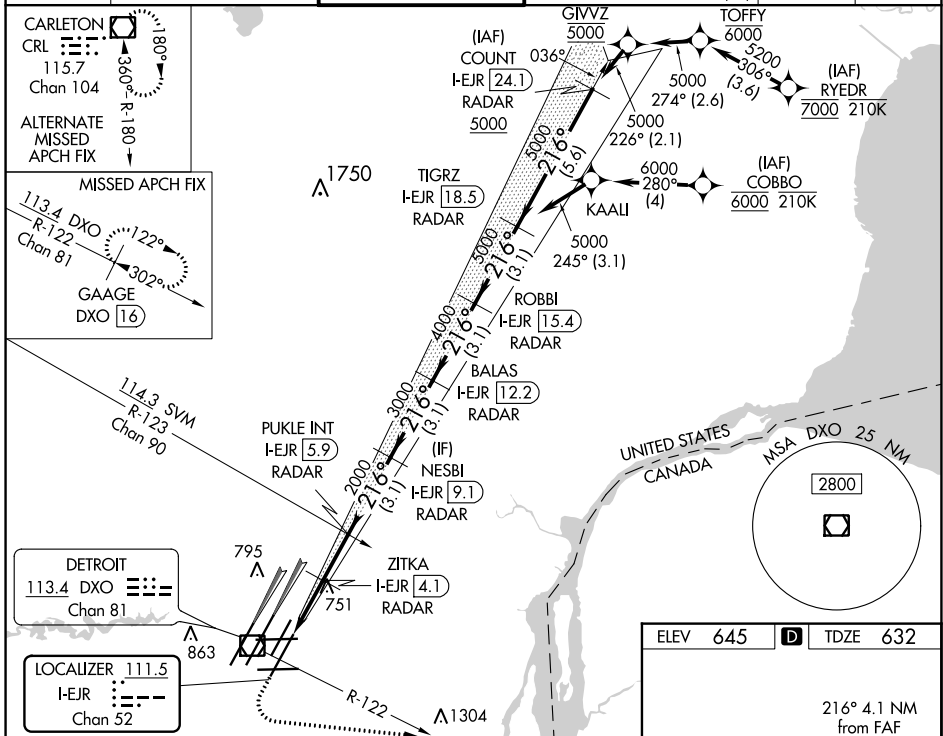 CARLETON
CRL
115.7
Chan 104
180°
360°
R-180
ALTERNATE
MISSED
APCH FIX
MISSED APCH FIX
113.4 DXO
R-122
Chan 81
122°
302°
GAAGE
DXO 16
1750
GIVVZ
5000
TOFFY
6000
(IAF)
COUNT
I-EJR 24.1
RADAR
5000
036°
5200
306°
(3.6)
(IAF)
RYEDR
7000 210K
5000
274° (2.6)
5000
226° (2.1)
5000
216°
(5.6)
6000
280°
(4)
(IAF)
COBBO
6000 210K
KAALI
5000
245° (3.1)
TIGRZ
I-EJR 18.5
RADAR
5000
216°
(3.1)
ROBBI
I-EJR 15.4
RADAR
4000
216°
(3.1)
BALAS
I-EJR 12.2
RADAR
3000
216°
(3.1)
(IF)
NESBI
I-EJR 9.1
RADAR
2000
216°
(3.1)
114.3 SVM
R-123
Chan 90
PUKLE INT
I-EJR 5.9
RADAR
ZITKA
I-EJR 4.1
RADAR
795
751
863
1304
R-122
DETROIT
113.4 DXO
Chan 81
LOCALIZER 111.5
I-EJR
Chan 52
UNITED STATES
CANADA
MSA DXO 25 NM
2800
ELEV 645 D TDZE 632
216° 4.1 NM
from FAF